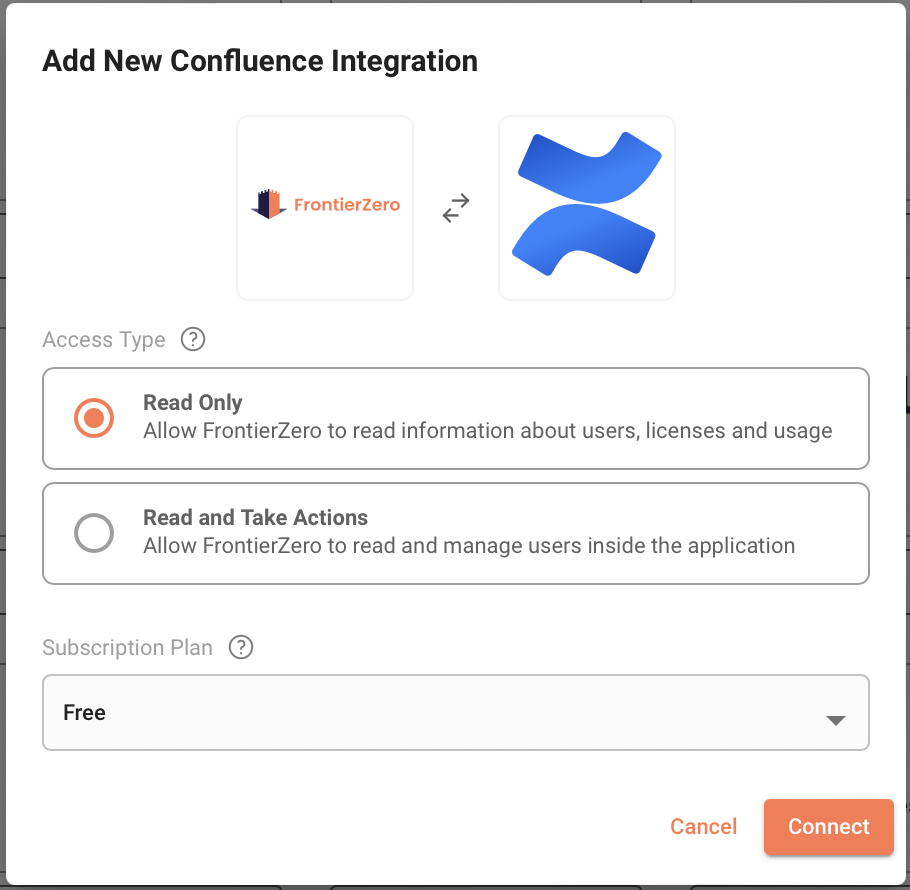 Add New Confluence Integration
FrontierZero
Access Type ?
Read Only
Allow FrontierZero to read information about users, licenses and usage
Read and Take Actions
Allow FrontierZero to read and manage users inside the application
Subscription Plan ?
Free
Cancel Connect